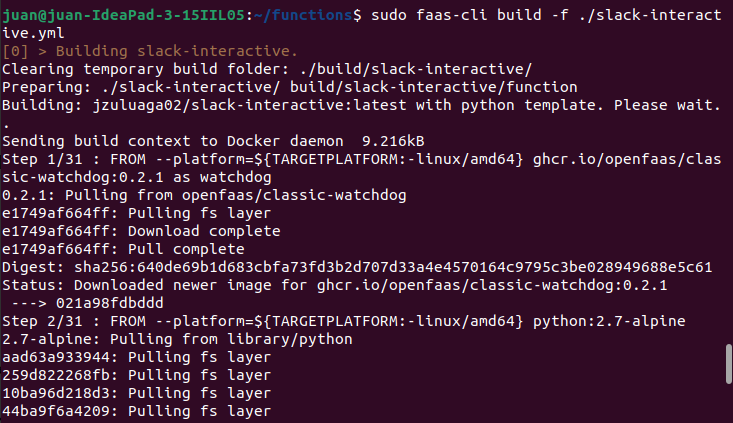 juan@juan-IdeaPad-3-15IIL05:~/functions$ sudo faas-cli build -f ./slack-interact
ive.yml
[0] > Building slack-interactive.
Clearing temporary build folder: ./build/slack-interactive/
Preparing: ./slack-interactive/ build/slack-interactive/function
Building: jzuluaga02/slack-interactive:latest with python template. Please wait.
.
Sending build context to Docker daemon  9.216kB
Step 1/31 : FROM --platform=${TARGETPLATFORM:-linux/amd64} ghcr.io/openfaas/clas
sic-watchdog:0.2.1 as watchdog
0.2.1: Pulling from openfaas/classic-watchdog
e1749af664ff: Pulling fs layer
e1749af664ff: Download complete
e1749af664ff: Pull complete
Digest: sha256:640de69b1d683cbfa73fd3b2d707d33a4e4570164c9795c3be028949688e5c61
Status: Downloaded newer image for ghcr.io/openfaas/classic-watchdog:0.2.1
 ---> 021a98fdbddd
Step 2/31 : FROM --platform=${TARGETPLATFORM:-linux/amd64} python:2.7-alpine
2.7-alpine: Pulling from library/python
aad63a933944: Pulling fs layer
259d822268fb: Pulling fs layer
10ba96d218d3: Pulling fs layer
44ba9f6a4209: Pulling fs layer